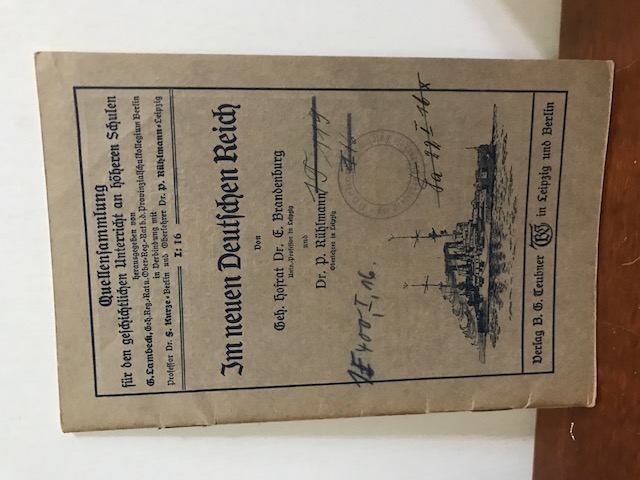 Quellensammlung
für den geschichtlichen Unterricht an höheren Schulen
herausgegeben von
G. Lambeck, Geh. Reg.-Rat u. Ober-Reg.-Rat b. d. Provinzialschulkollegium Berlin
in Verbindung mit
Professor Dr. S. Kurze-Berlin und Oberlehrer Dr. P. Rühlmann-Leipzig
I: 16
Im neuen Deutschen Reich
Von
Geh. Hofrat Dr. E. Brandenburg
Univ.-Professor in Leipzig
und
Dr. P. Rühlmann
Oberlehrer in Leipzig
400, I, 16.
Verlag B. G. Teubner in Leipzig und Berlin